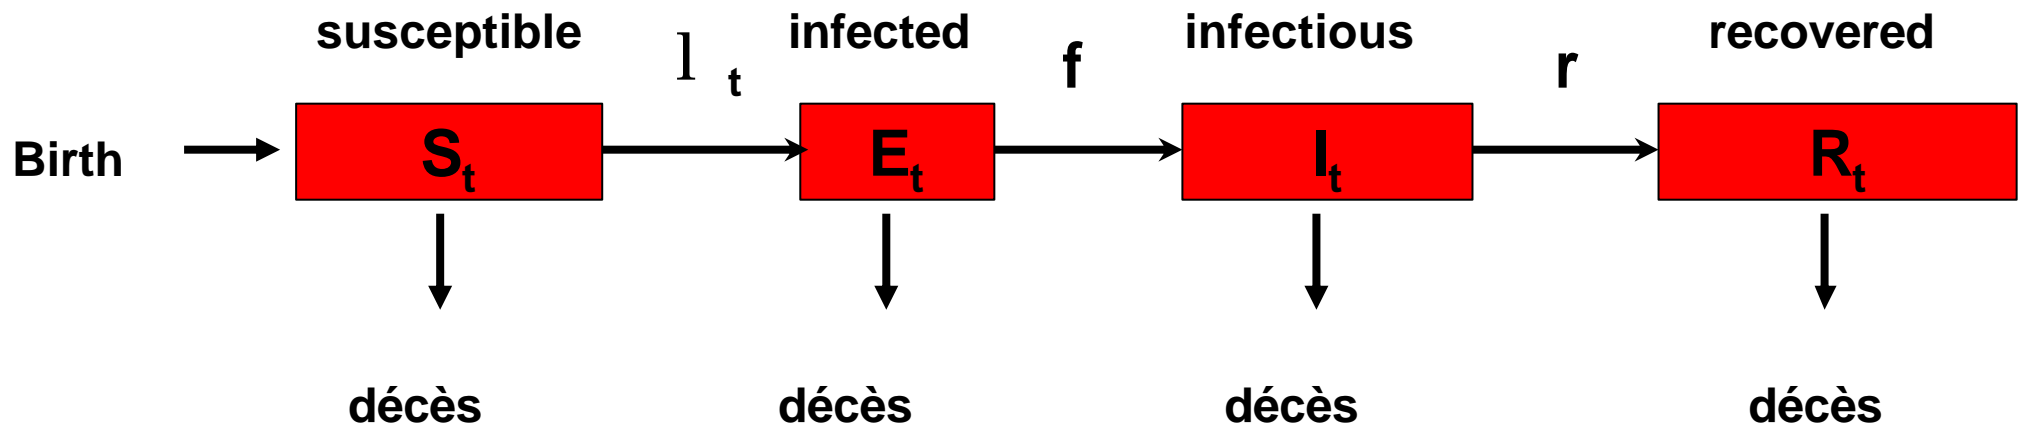 susceptible infected infectious recovered
l t f r
Birth St Et It Rt
décès décès décès décès